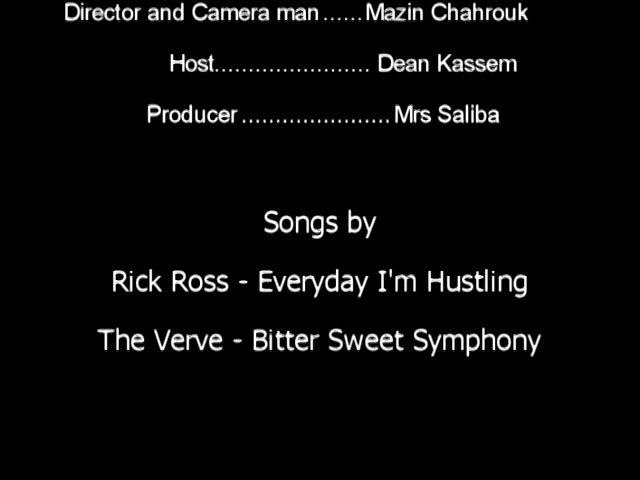 Director and Camera man......Mazin Chahrouk
Host....................... Dean Kassem
Producer......................Mrs Saliba
Songs by
Rick Ross - Everyday I'm Hustling
The Verve - Bitter Sweet Symphony